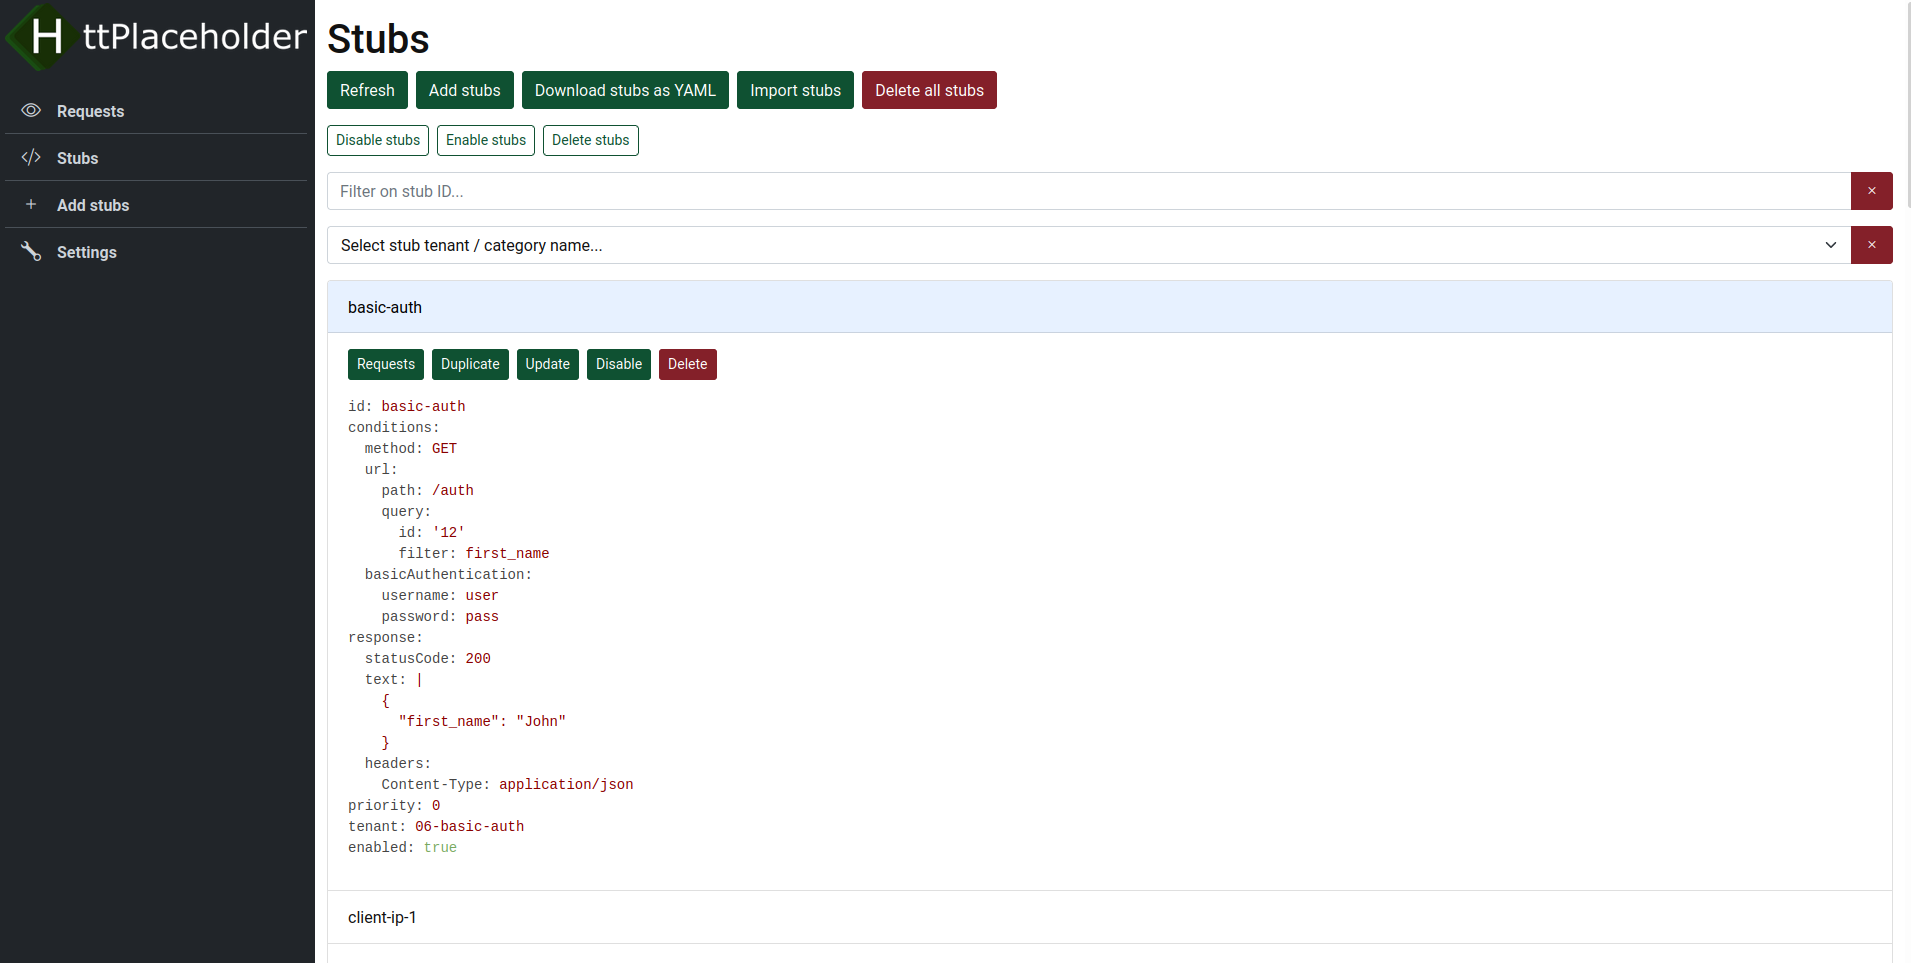 HttPlaceholder
Requests
Stubs
Add stubs
Settings
Stubs
Refresh Add stubs Download stubs as YAML Import stubs Delete all stubs
Disable stubs Enable stubs Delete stubs
Filter on stub ID... ×
Select stub tenant / category name... ×
basic-auth
Requests Duplicate Update Disable Delete
id: basic-auth
conditions:
  method: GET
  url:
    path: /auth
    query:
      id: '12'
      filter: first_name
  basicAuthentication:
    username: user
    password: pass
response:
  statusCode: 200
  text: |
    {
      "first_name": "John"
    }
  headers:
    Content-Type: application/json
priority: 0
tenant: 06-basic-auth
enabled: true
client-ip-1